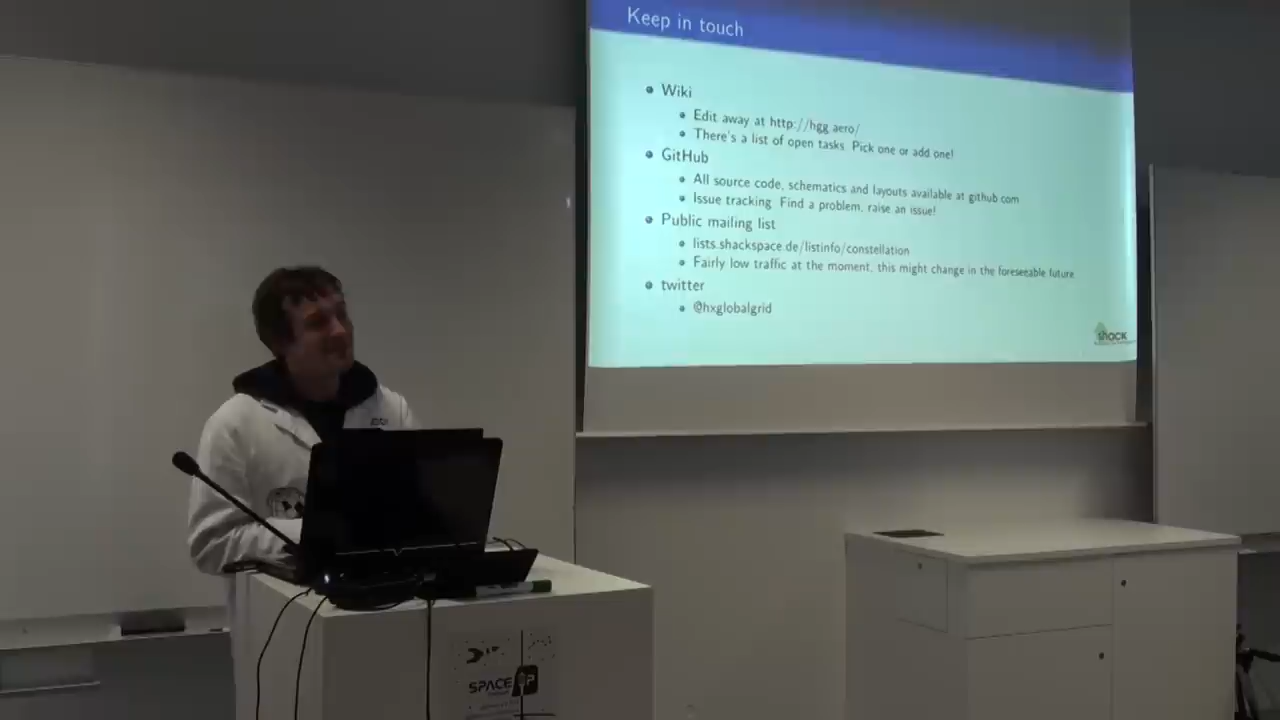 Keep in touch
Wiki
Edit away at http://hgg.aero/
There's a list of open tasks. Pick one or add one!
GitHub
All source code, schematics and layouts available at github.com
Issue tracking. Find a problem, raise an issue!
Public mailing list
lists.shackspace.de/listinfo/constellation
Fairly low traffic at the moment, this might change in the foreseeable future.
twitter
@hxglobalgrid
shack
SPACE UP